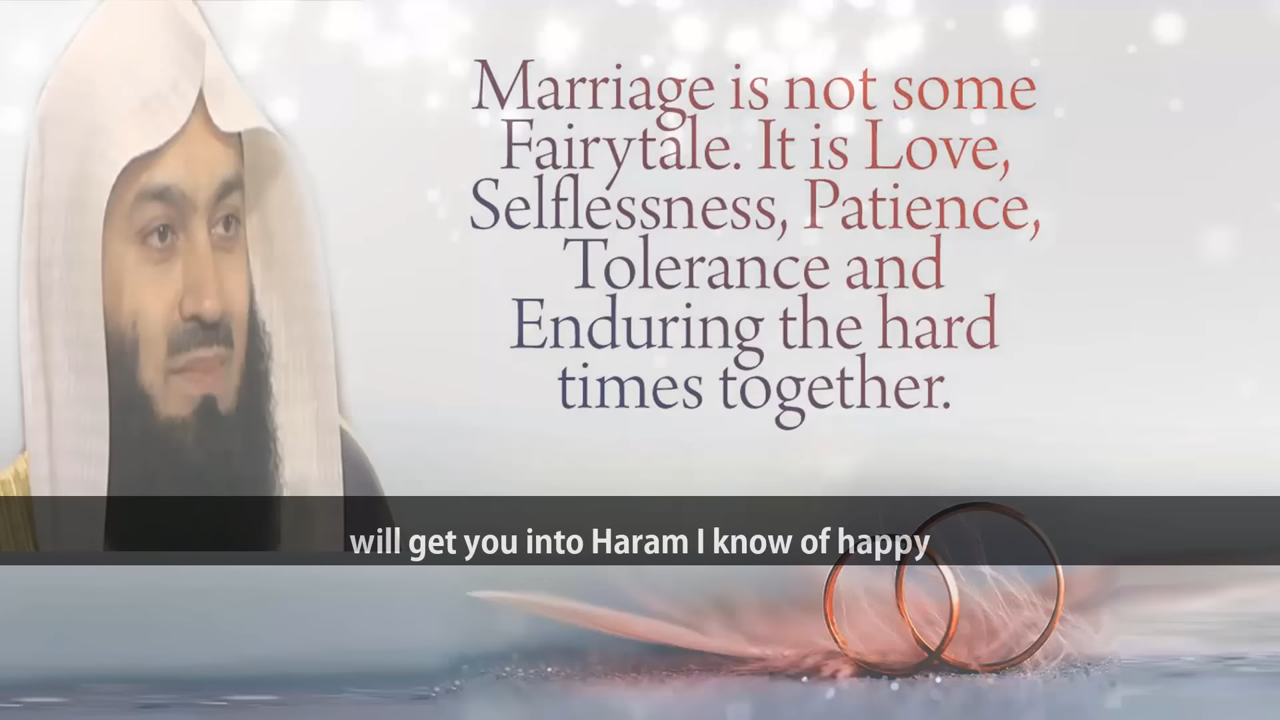 Marriage is not some
Fairytale. It is Love,
Selflessness, Patience,
Tolerance and
Enduring the hard
times together.
will get you into Haram I know of happy